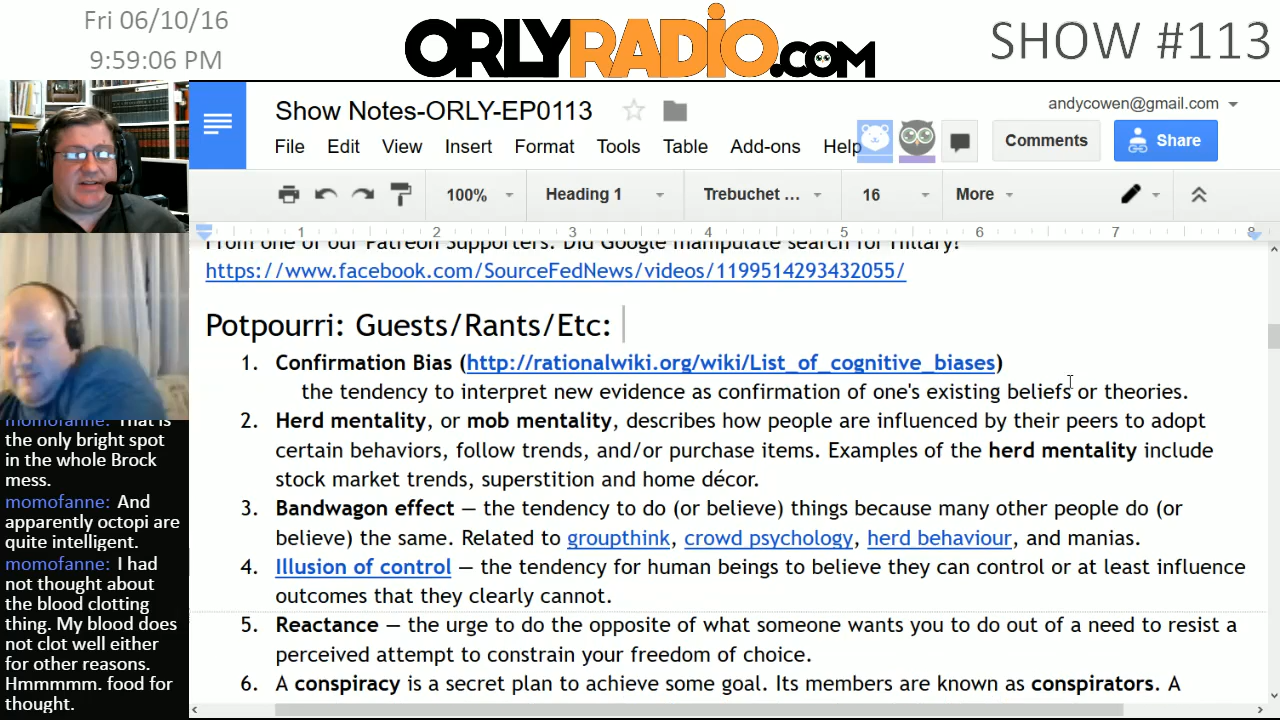 Fri 06/10/16
9:59:06 PM
ORLYRADIO.COM
SHOW #113
Show Notes-ORLY-EP0113
andycowen@gmail.com
File Edit View Insert Format Tools Table Add-ons Help
Comments
Share
100% Heading 1 Trebuchet ... 16 More
1 2 3 4 5 6 7 8
From one of our Patreon Supporters: Did Google manipulate search for Hillary?
https://www.facebook.com/SourceFedNews/videos/1199514293432055/
Potpourri: Guests/Rants/Etc:
1. Confirmation Bias (http://rationalwiki.org/wiki/List_of_cognitive_biases)
the tendency to interpret new evidence as confirmation of one's existing beliefs or theories.
2. Herd mentality, or mob mentality, describes how people are influenced by their peers to adopt
certain behaviors, follow trends, and/or purchase items. Examples of the herd mentality include
stock market trends, superstition and home décor.
3. Bandwagon effect — the tendency to do (or believe) things because many other people do (or
believe) the same. Related to groupthink, crowd psychology, herd behaviour, and manias.
4. Illusion of control — the tendency for human beings to believe they can control or at least influence
outcomes that they clearly cannot.
5. Reactance — the urge to do the opposite of what someone wants you to do out of a need to resist a
perceived attempt to constrain your freedom of choice.
6. A conspiracy is a secret plan to achieve some goal. Its members are known as conspirators. A
momofanne: That is
the only bright spot
in the whole Brock
mess.
momofanne: And
apparently octopi are
quite intelligent.
momofanne: I had
not thought about
the blood clotting
thing. My blood does
not clot well either
for other reasons.
Hmmmmm. food for
thought.